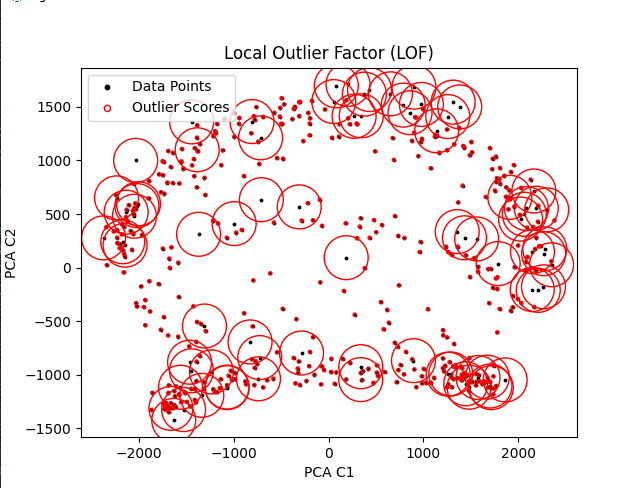 Local Outlier Factor (LOF)
Data Points
Outlier Scores
1500
1000
500
0
−500
−1000
−1500
PCA C2
−2000
−1000
0
1000
2000
PCA C1